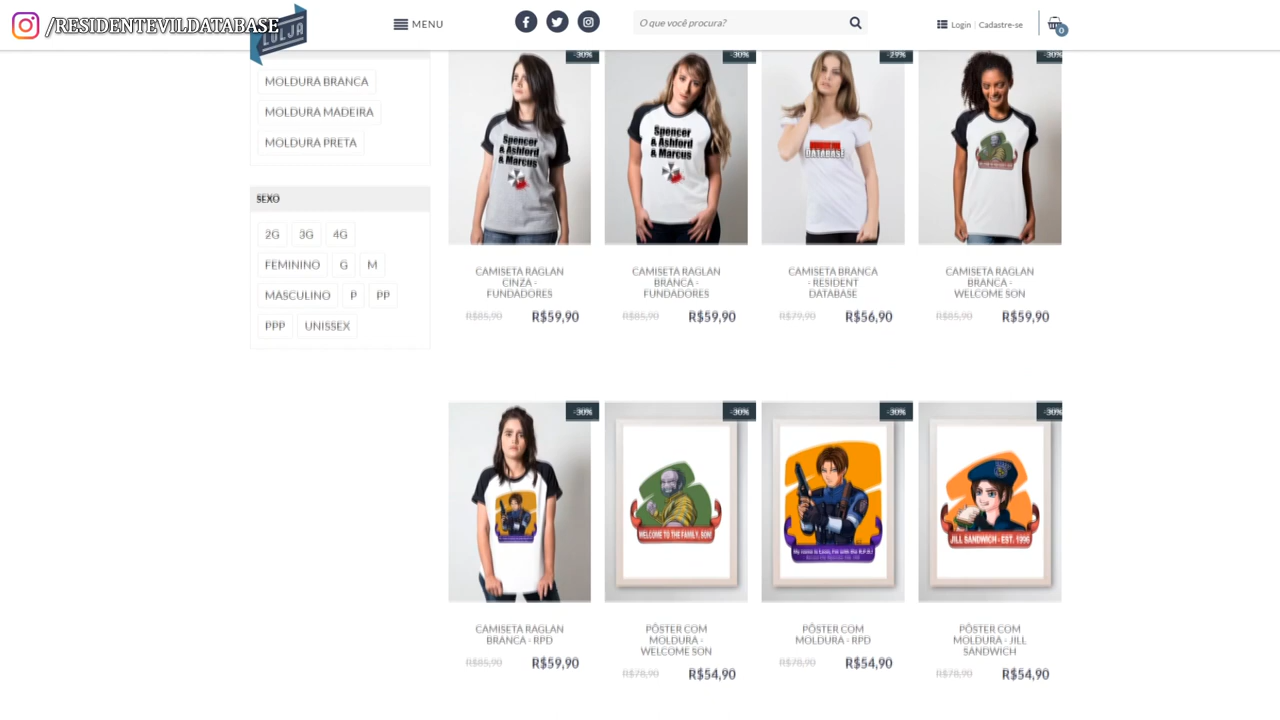 /RESIDENTEVILDATABASE
LOLJA
MENU
O que você procura?
Login | Cadastre-se
0
MOLDURA BRANCA
MOLDURA MADEIRA
MOLDURA PRETA
SEXO
2G 3G 4G
FEMININO G M
MASCULINO P PP
PPP UNISSEX
-30%
-30%
-29%
-30%
Spencer
& Ashford
& Marcus
Spencer
& Ashford
& Marcus
DATABASE
CAMISETA RAGLAN
CINZA -
FUNDADORES
R$85,90 R$59,90
CAMISETA RAGLAN
BRANCA -
FUNDADORES
R$85,90 R$59,90
CAMISETA BRANCA
- RESIDENT
DATABASE
R$79,90 R$56,90
CAMISETA RAGLAN
BRANCA -
WELCOME SON
R$85,90 R$59,90
-30%
-30%
-30%
-30%
WELCOME TO THE FAMILY, SON!
JILL SANDWICH - EST. 1996
CAMISETA RAGLAN
BRANCA - RPD
R$85,90 R$59,90
PÔSTER COM
MOLDURA -
WELCOME SON
R$78,90 R$54,90
PÔSTER COM
MOLDURA - RPD
R$78,90 R$54,90
PÔSTER COM
MOLDURA - JILL
SANDWICH
R$78,90 R$54,90